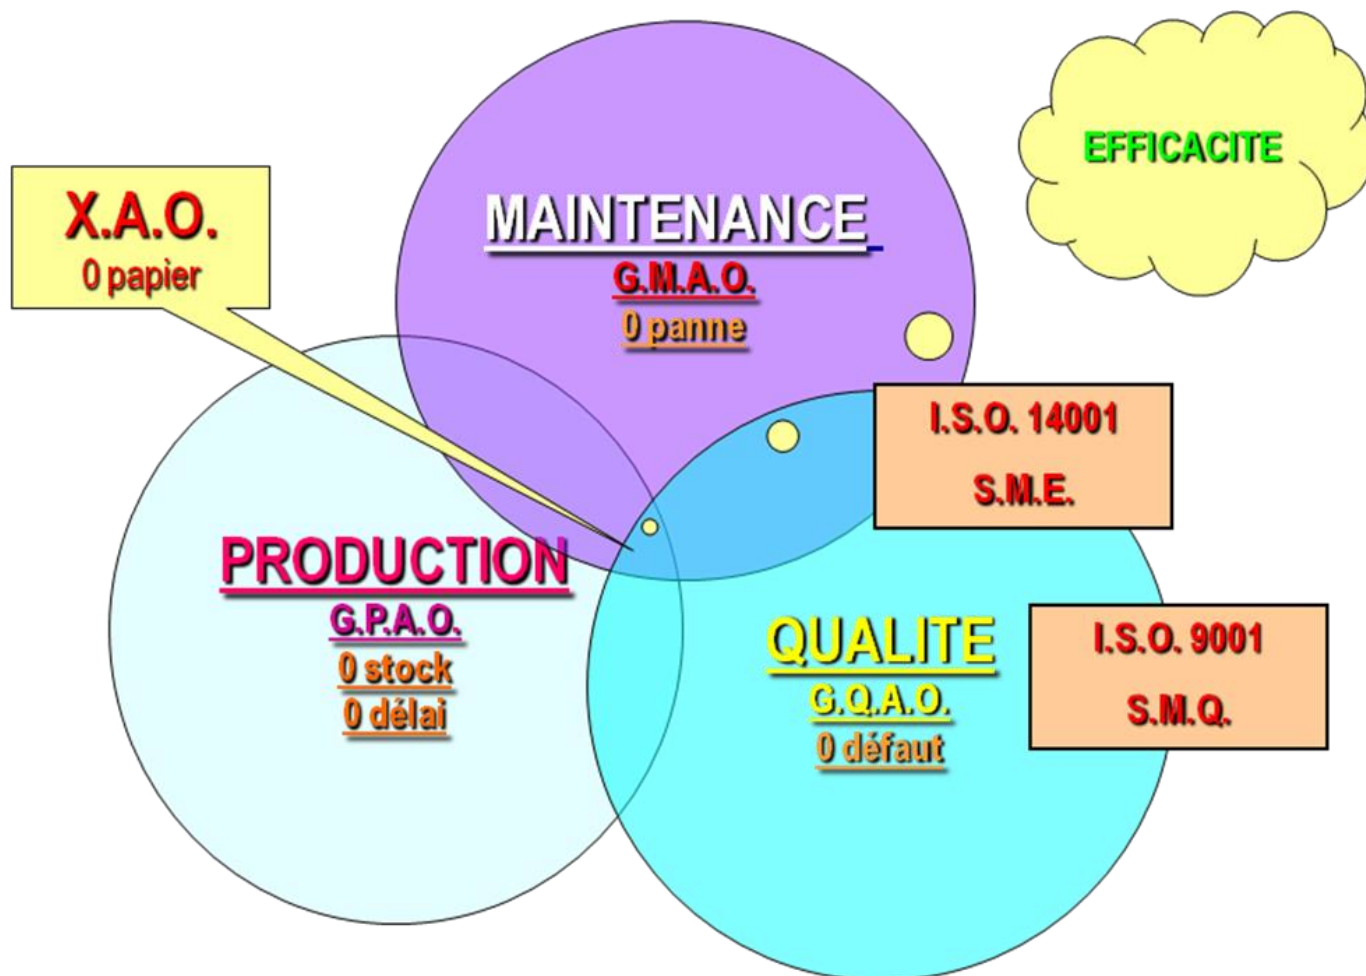 EFFICACITE
X.A.O.
0 papier
MAINTENANCE
G.M.A.O.
0 panne
I.S.O. 14001
S.M.E.
PRODUCTION
G.P.A.O.
0 stock
0 délai
QUALITE
G.Q.A.O.
0 défaut
I.S.O. 9001
S.M.Q.